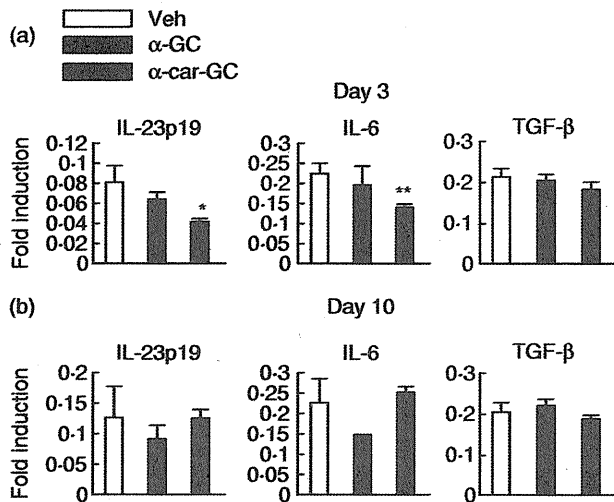 (a)
Veh
α-GC
α-car-GC
Day 3
IL-23p19
IL-6
TGF-β
Fold induction
0·12
0·1
0·08
0·06
0·04
0·02
0
*
0·3
0·25
0·2
0·15
0·1
0·05
0
**
0·3
0·2
0·1
0
(b)
Day 10
IL-23p19
IL-6
TGF-β
Fold induction
0·2
0·15
0·1
0·05
0
0·3
0·25
0·2
0·15
0·1
0·05
0
0·3
0·2
0·1
0